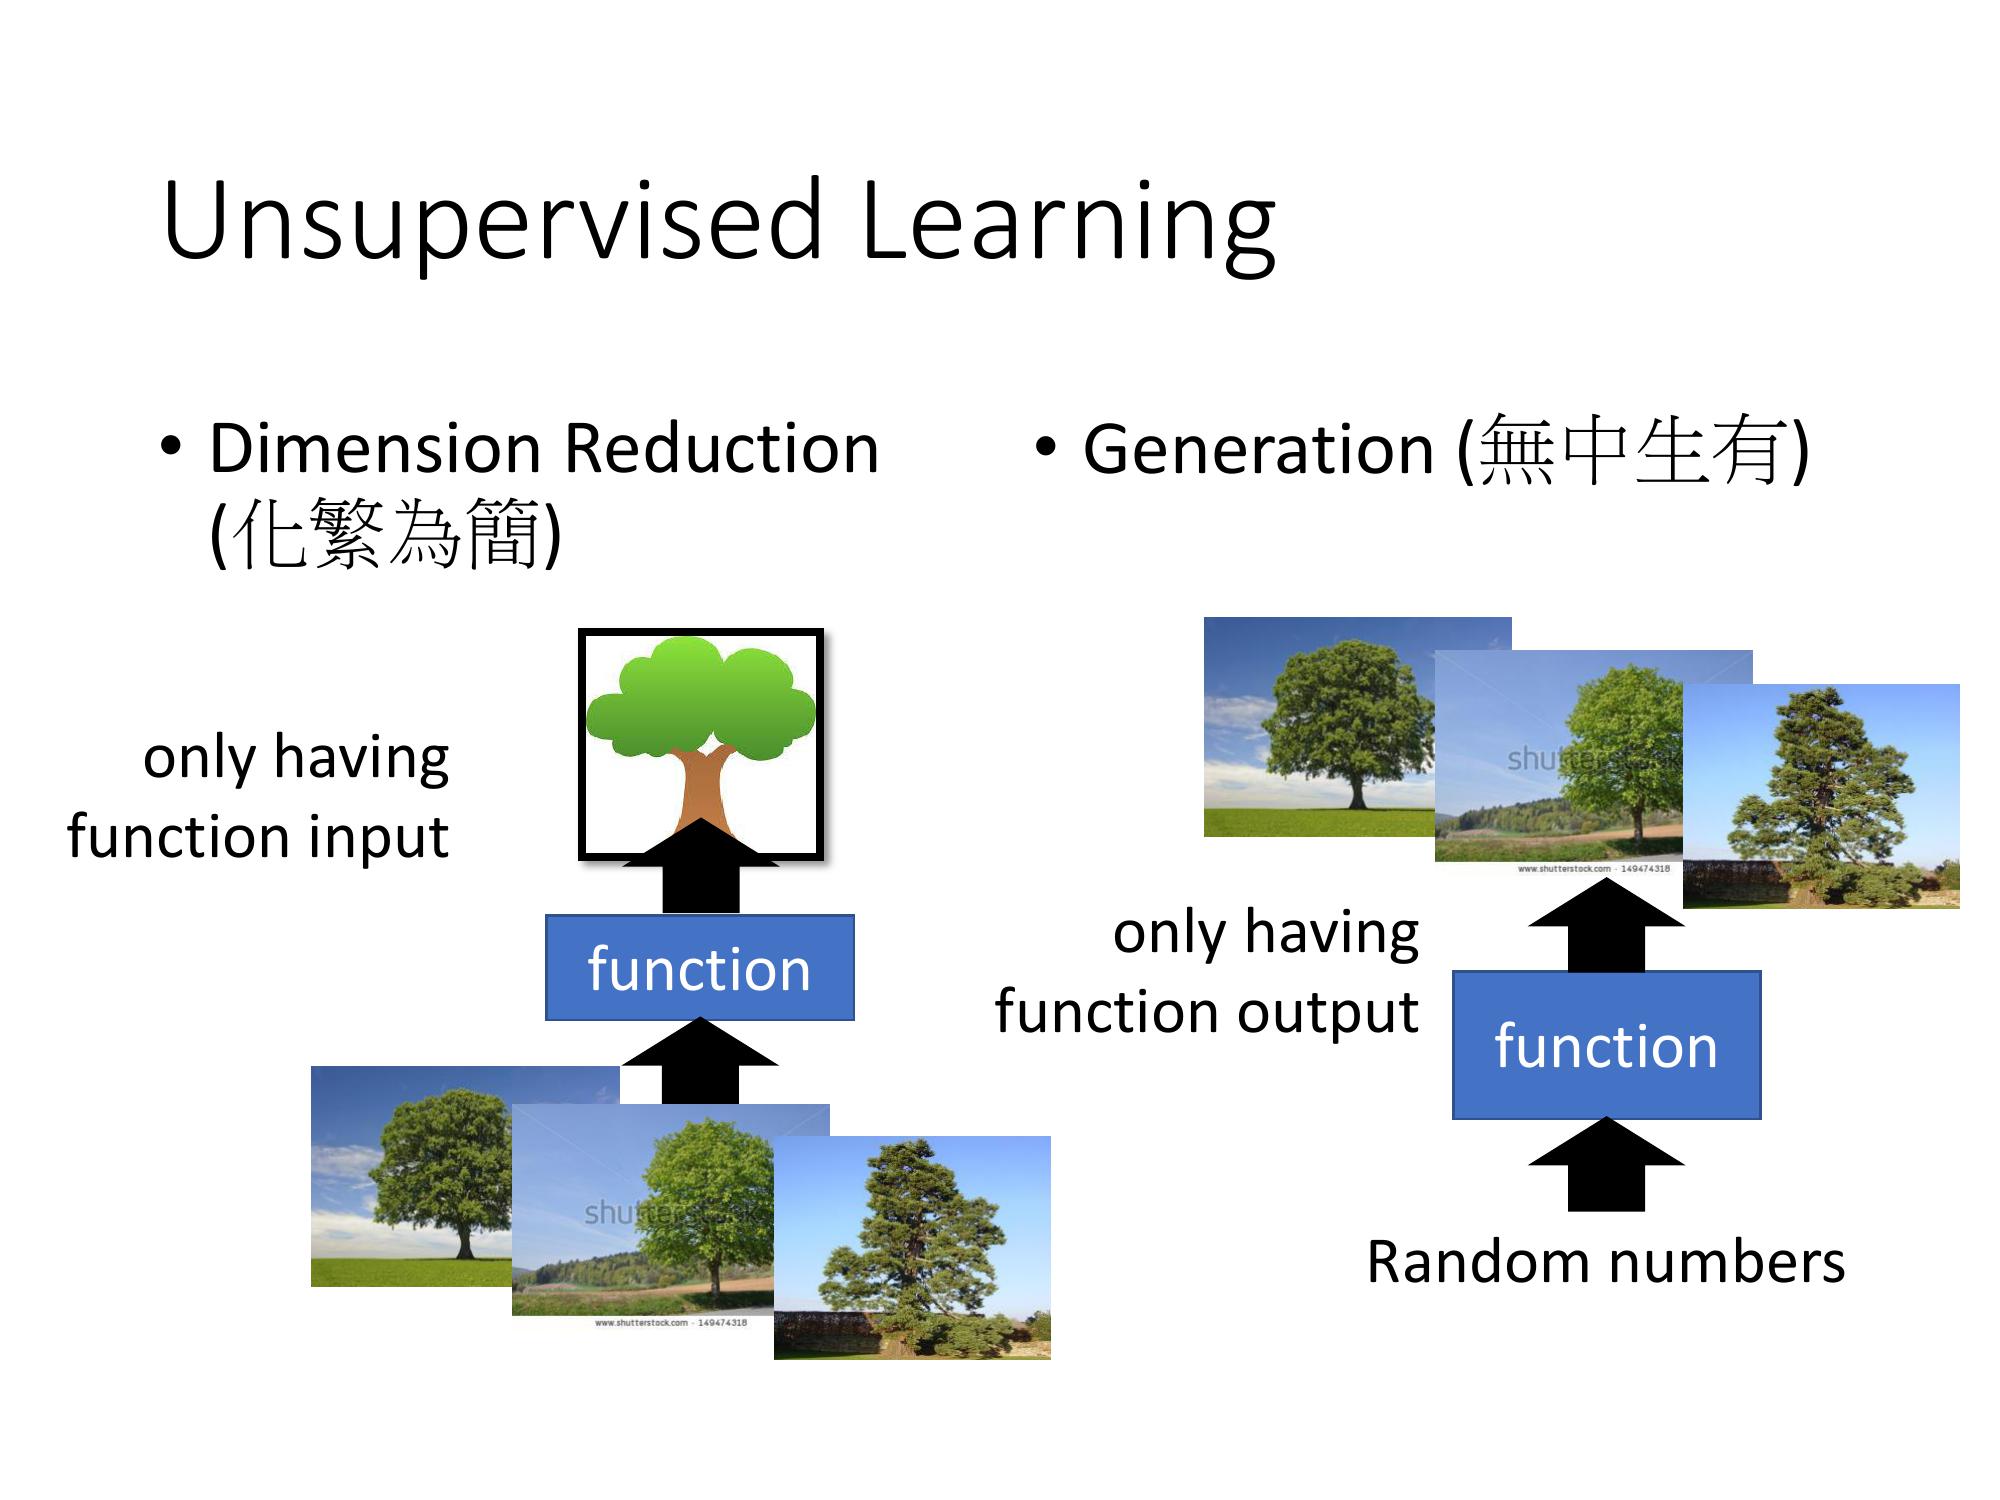 Unsupervised Learning
• Dimension Reduction
(化繁為簡)
only having
function input
function
shutterstock
www.shutterstock.com · 149474318
• Generation (無中生有)
shutterstock
www.shutterstock.com · 149474318
only having
function output
function
Random numbers